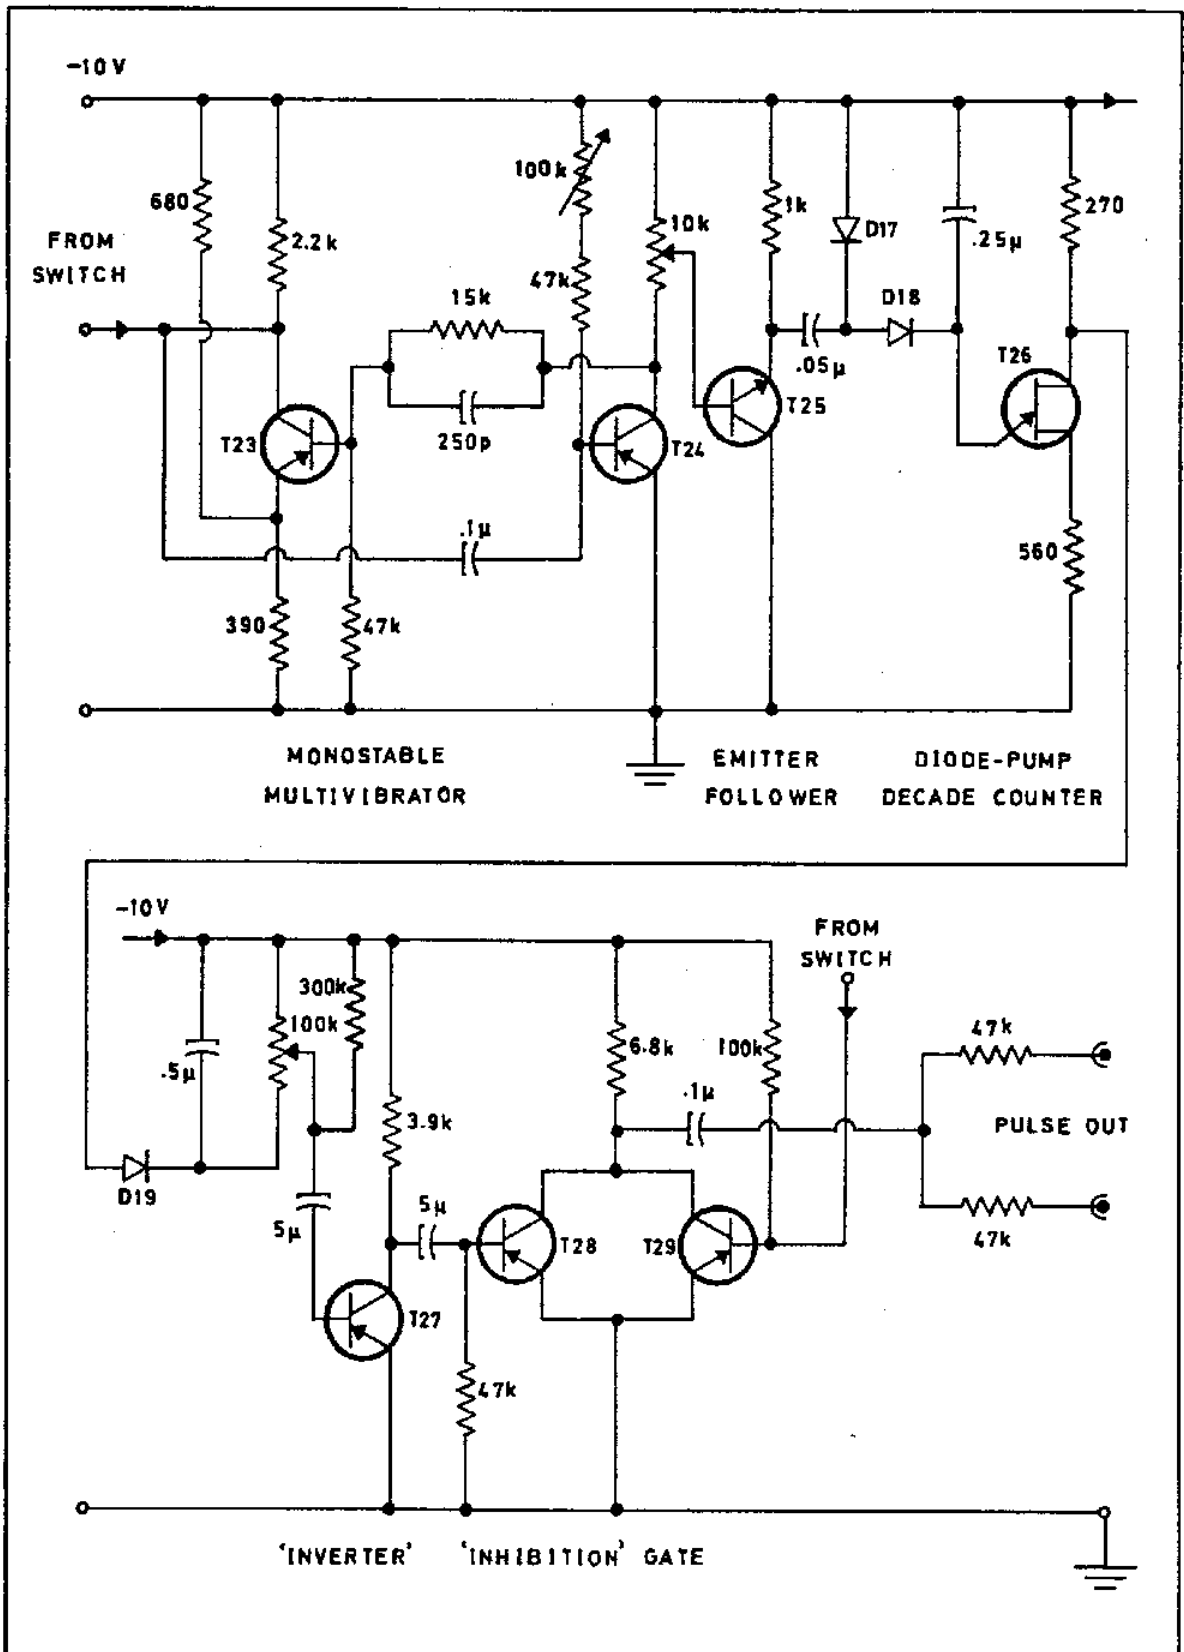 -10V
680
2.2k
FROM
SWITCH
15k
250p
T23
390
47k
.1µ
100k
47k
10k
T24
1k
D17
.05µ
T25
D18
.25µ
270
T26
560
MONOSTABLE
MULTIVIBRATOR
EMITTER
FOLLOWER
DIODE-PUMP
DECADE COUNTER
-10V
.5µ
100k
300k
D19
5µ
T27
3.9k
5µ
47k
T28
6.8k
T29
100k
.1µ
FROM
SWITCH
47k
PULSE OUT
47k
'INVERTER'
'INHIBITION' GATE